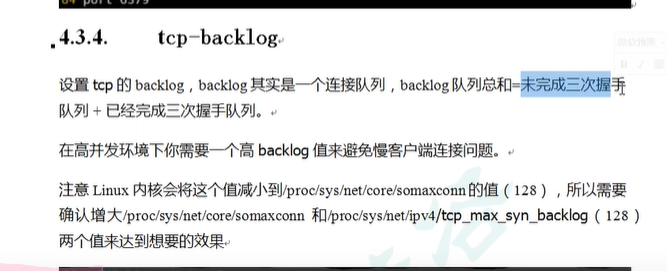 4.3.4. tcp-backlog
设置 tcp 的 backlog，backlog 其实是一个连接队列，backlog 队列总和=未完成三次握手
队列 + 已经完成三次握手队列。
在高并发环境下你需要一个高 backlog 值来避免慢客户端连接问题。
注意 Linux 内核会将这个值减小到/proc/sys/net/core/somaxconn 的值（128），所以需要
确认增大/proc/sys/net/core/somaxconn 和/proc/sys/net/ipv4/tcp_max_syn_backlog（128）
两个值来达到想要的效果